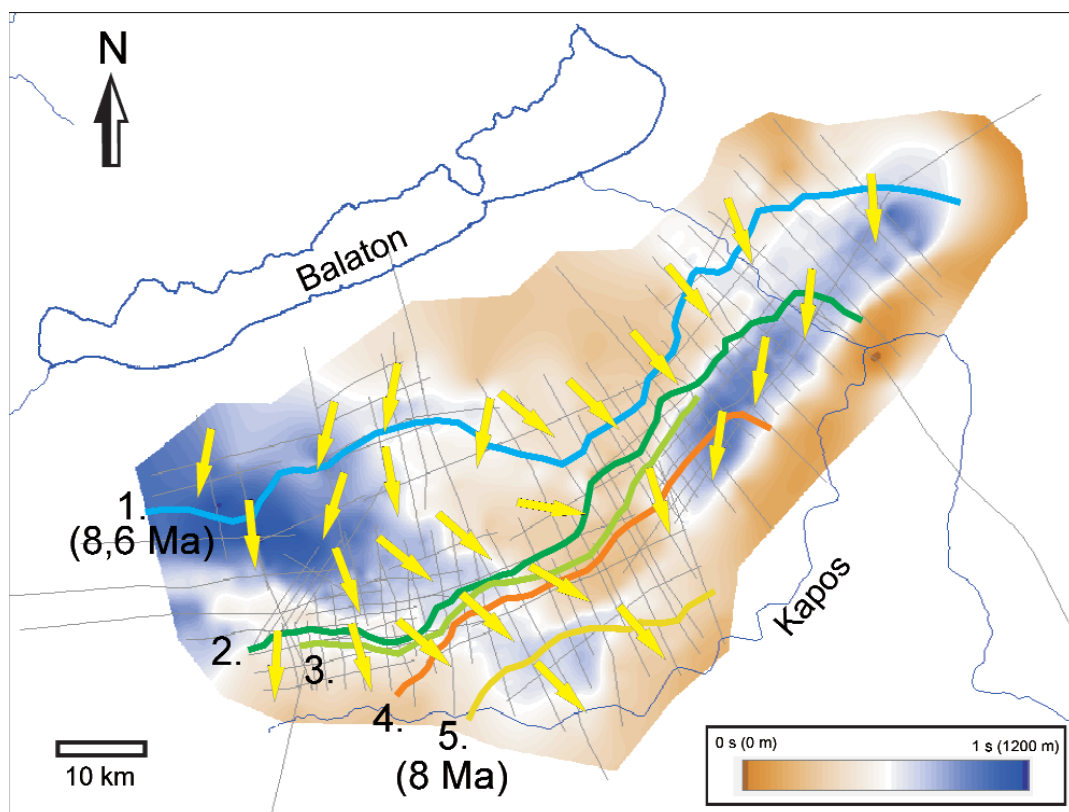 N
Balaton
1.
(8,6 Ma)
2.
3.
4.
5.
(8 Ma)
Kapos
10 km
0 s (0 m)
1 s (1200 m)